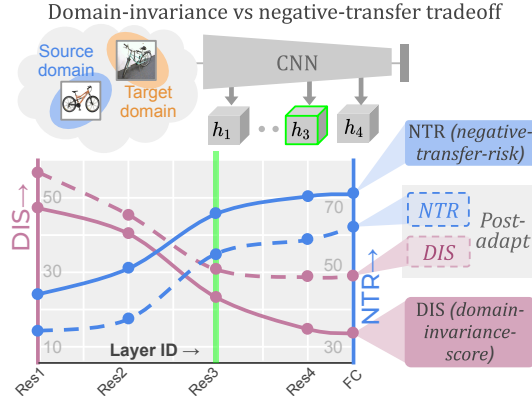 Domain-invariance vs negative-transfer tradeoff
Source
domain
Target
domain
CNN
h1
h3
h4
NTR (negative-
transfer-risk)
NTR
DIS
Post-
adapt
DIS (domain-
invariance-
score)
DIS→
50
30
10
70
50
30
NTR→
Layer ID →
Res1
Res2
Res3
Res4
FC